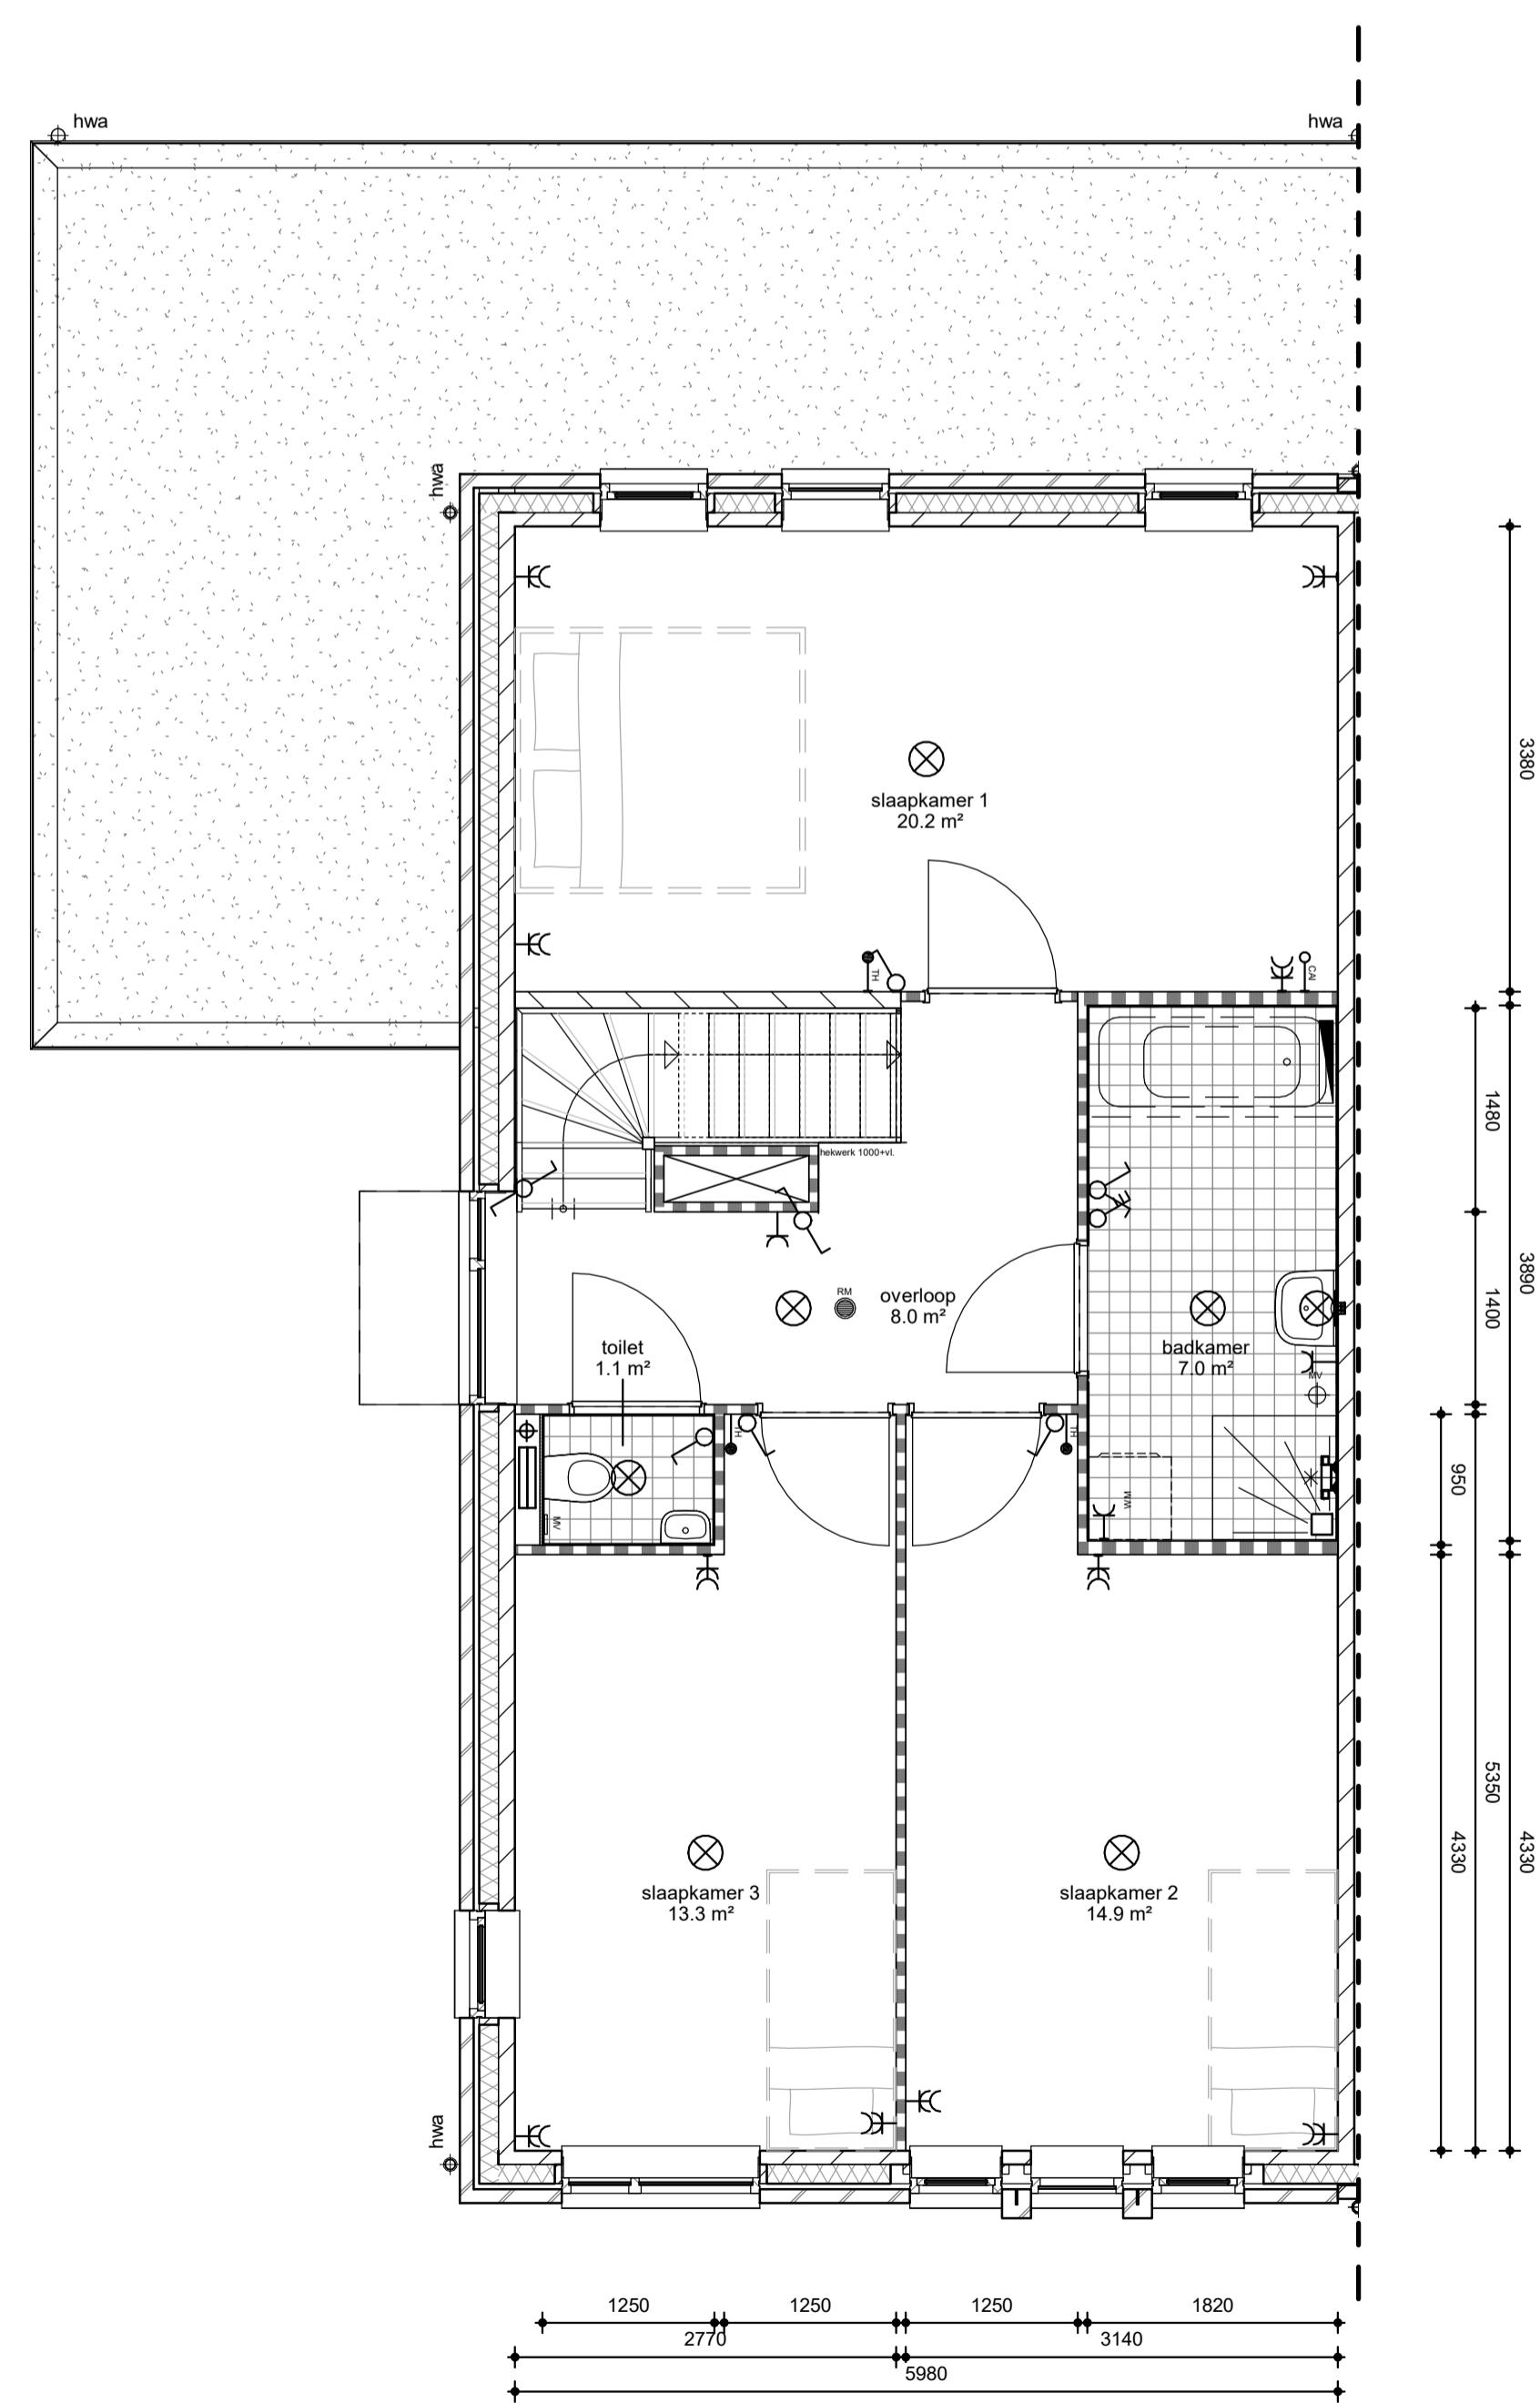 hwa
hwa
hwa
3380
slaapkamer 1
20.2 m²
TH
CAI
hekwerk 1000+vl.
1480
3890
RM
overloop
8.0 m²
1400
toilet
1.1 m²
badkamer
7.0 m²
MV
TH
TH
950
WM
MV
5350
slaapkamer 3
13.3 m²
slaapkamer 2
14.9 m²
4330
4330
hwa
1250
1250
1250
1820
2770
3140
5980